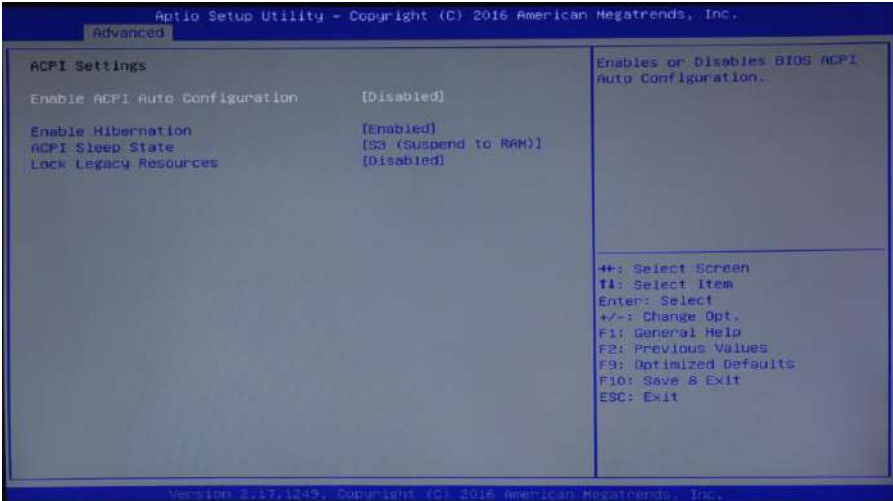 Aptio Setup Utility - Copyright (C) 2016 American Megatrends, Inc.
Advanced
ACPI Settings
Enable ACPI Auto Configuration [Disabled]
Enable Hibernation [Enabled]
ACPI Sleep State [S3 (Suspend to RAM)]
Lock Legacy Resources [Disabled]
Enables or Disables BIOS ACPI
Auto Configuration.
→←: Select Screen
↑↓: Select Item
Enter: Select
+/-: Change Opt.
F1: General Help
F2: Previous Values
F9: Optimized Defaults
F10: Save & Exit
ESC: Exit
Version 2.17.1249. Copyright (C) 2016 American Megatrends, Inc.